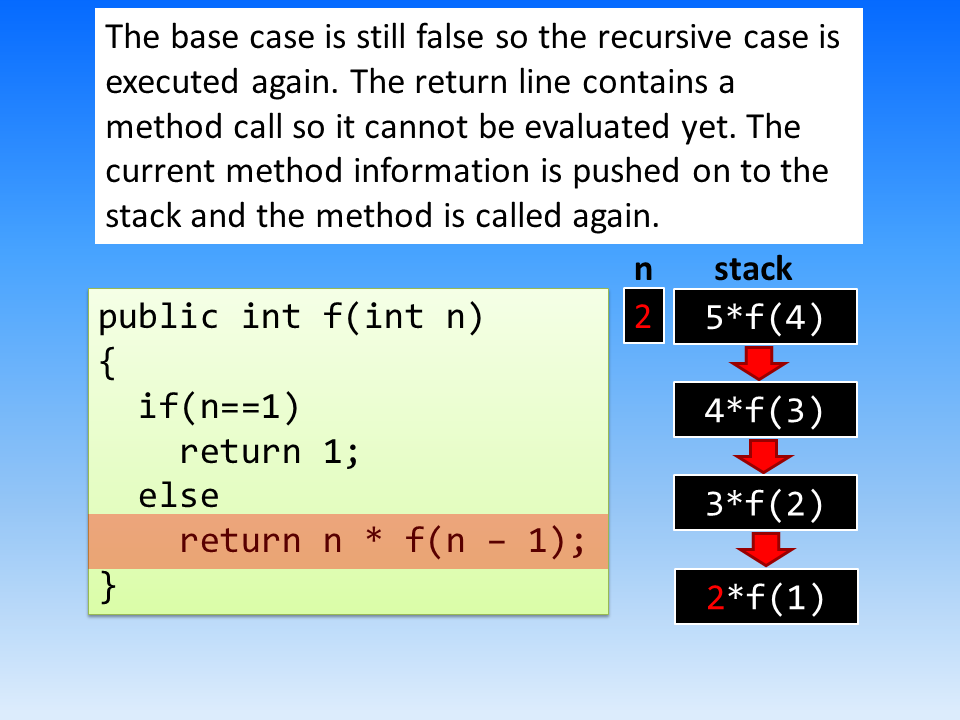 The base case is still false so the recursive case is
executed again. The return line contains a
method call so it cannot be evaluated yet. The
current method information is pushed on to the
stack and the method is called again.
n stack
public int f(int n)
{
  if(n==1)
    return 1;
  else
    return n * f(n – 1);
}
2
5*f(4)
4*f(3)
3*f(2)
2*f(1)